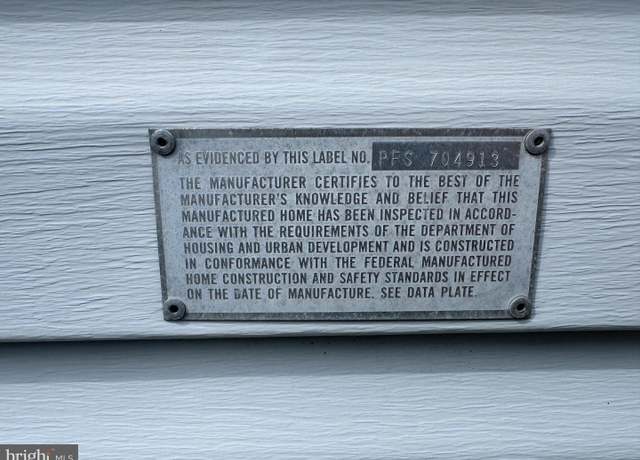 AS EVIDENCED BY THIS LABEL NO. PFS 704913
THE MANUFACTURER CERTIFIES TO THE BEST OF THE
MANUFACTURER'S KNOWLEDGE AND BELIEF THAT THIS
MANUFACTURED HOME HAS BEEN INSPECTED IN ACCORD-
ANCE WITH THE REQUIREMENTS OF THE DEPARTMENT OF
HOUSING AND URBAN DEVELOPMENT AND IS CONSTRUCTED
IN CONFORMANCE WITH THE FEDERAL MANUFACTURED
HOME CONSTRUCTION AND SAFETY STANDARDS IN EFFECT
ON THE DATE OF MANUFACTURE. SEE DATA PLATE.
bright MLS